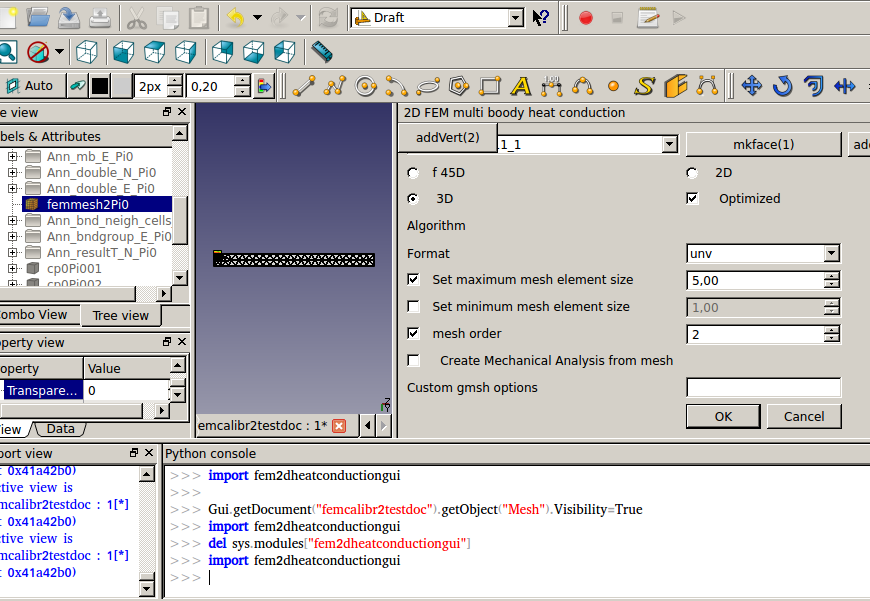 Draft
Auto
2px
0,20
e view
bels & Attributes
Ann_mb_E_Pi0
Ann_double_N_Pi0
Ann_double_E_Pi0
femmesh2Pi0
Ann_bnd_neigh_cells
Ann_bndgroup_E_Pi0
Ann_resultT_N_Pi0
cp0Pi001
cp0Pi002
ombo View
Tree view
operty view
operty
Value
Transpare...
0
iew
Data
emcalibr2testdoc : 1*
2D FEM multi boody heat conduction
addVert(2)
1_1
mkface(1)
ad
f 45D
2D
3D
Optimized
Algorithm
Format
unv
Set maximum mesh element size
5,00
Set minimum mesh element size
1,00
mesh order
2
Create Mechanical Analysis from mesh
Custom gmsh options
OK
Cancel
port view
t 0x41a42b0)
ctive view is
emcalibr2testdoc : 1[*]
t 0x41a42b0)
ctive view is
emcalibr2testdoc : 1[*]
t 0x41a42b0)
Python console
>>> import fem2dheatconductiongui
>>>
>>> Gui.getDocument("femcalibr2testdoc").getObject("Mesh").Visibility=True
>>> import fem2dheatconductiongui
>>> del sys.modules["fem2dheatconductiongui"]
>>> import fem2dheatconductiongui
>>>